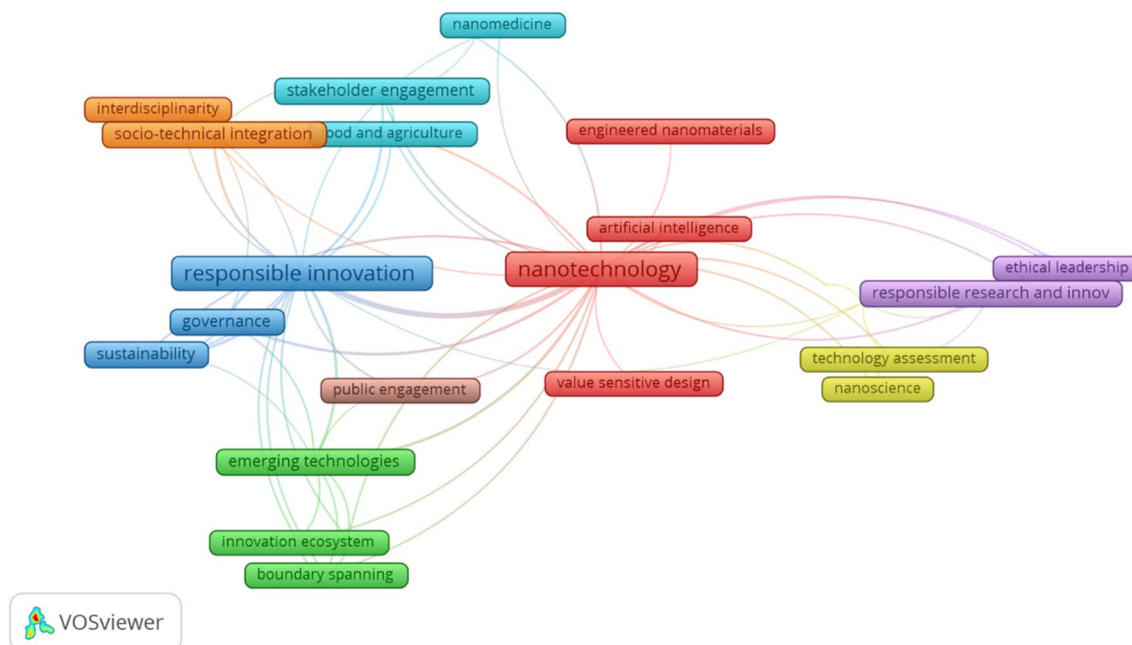 nanomedicine
stakeholder engagement
interdisciplinarity
socio-technical integration
ood and agriculture
engineered nanomaterials
artificial intelligence
nanotechnology
responsible innovation
ethical leadership
responsible research and innov
governance
sustainability
technology assessment
public engagement
value sensitive design
nanoscience
emerging technologies
innovation ecosystem
boundary spanning
VOSviewer